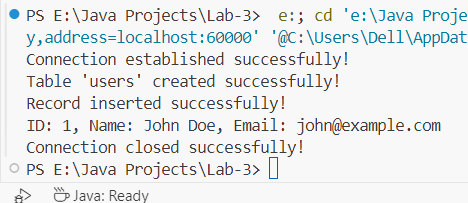 PS E:\Java Projects\Lab-3>  e:; cd 'e:\Java Proje
y,address=localhost:60000' '@C:\Users\Dell\AppDat
Connection established successfully!
Table 'users' created successfully!
Record inserted successfully!
ID: 1, Name: John Doe, Email: john@example.com
Connection closed successfully!
PS E:\Java Projects\Lab-3>
Java: Ready